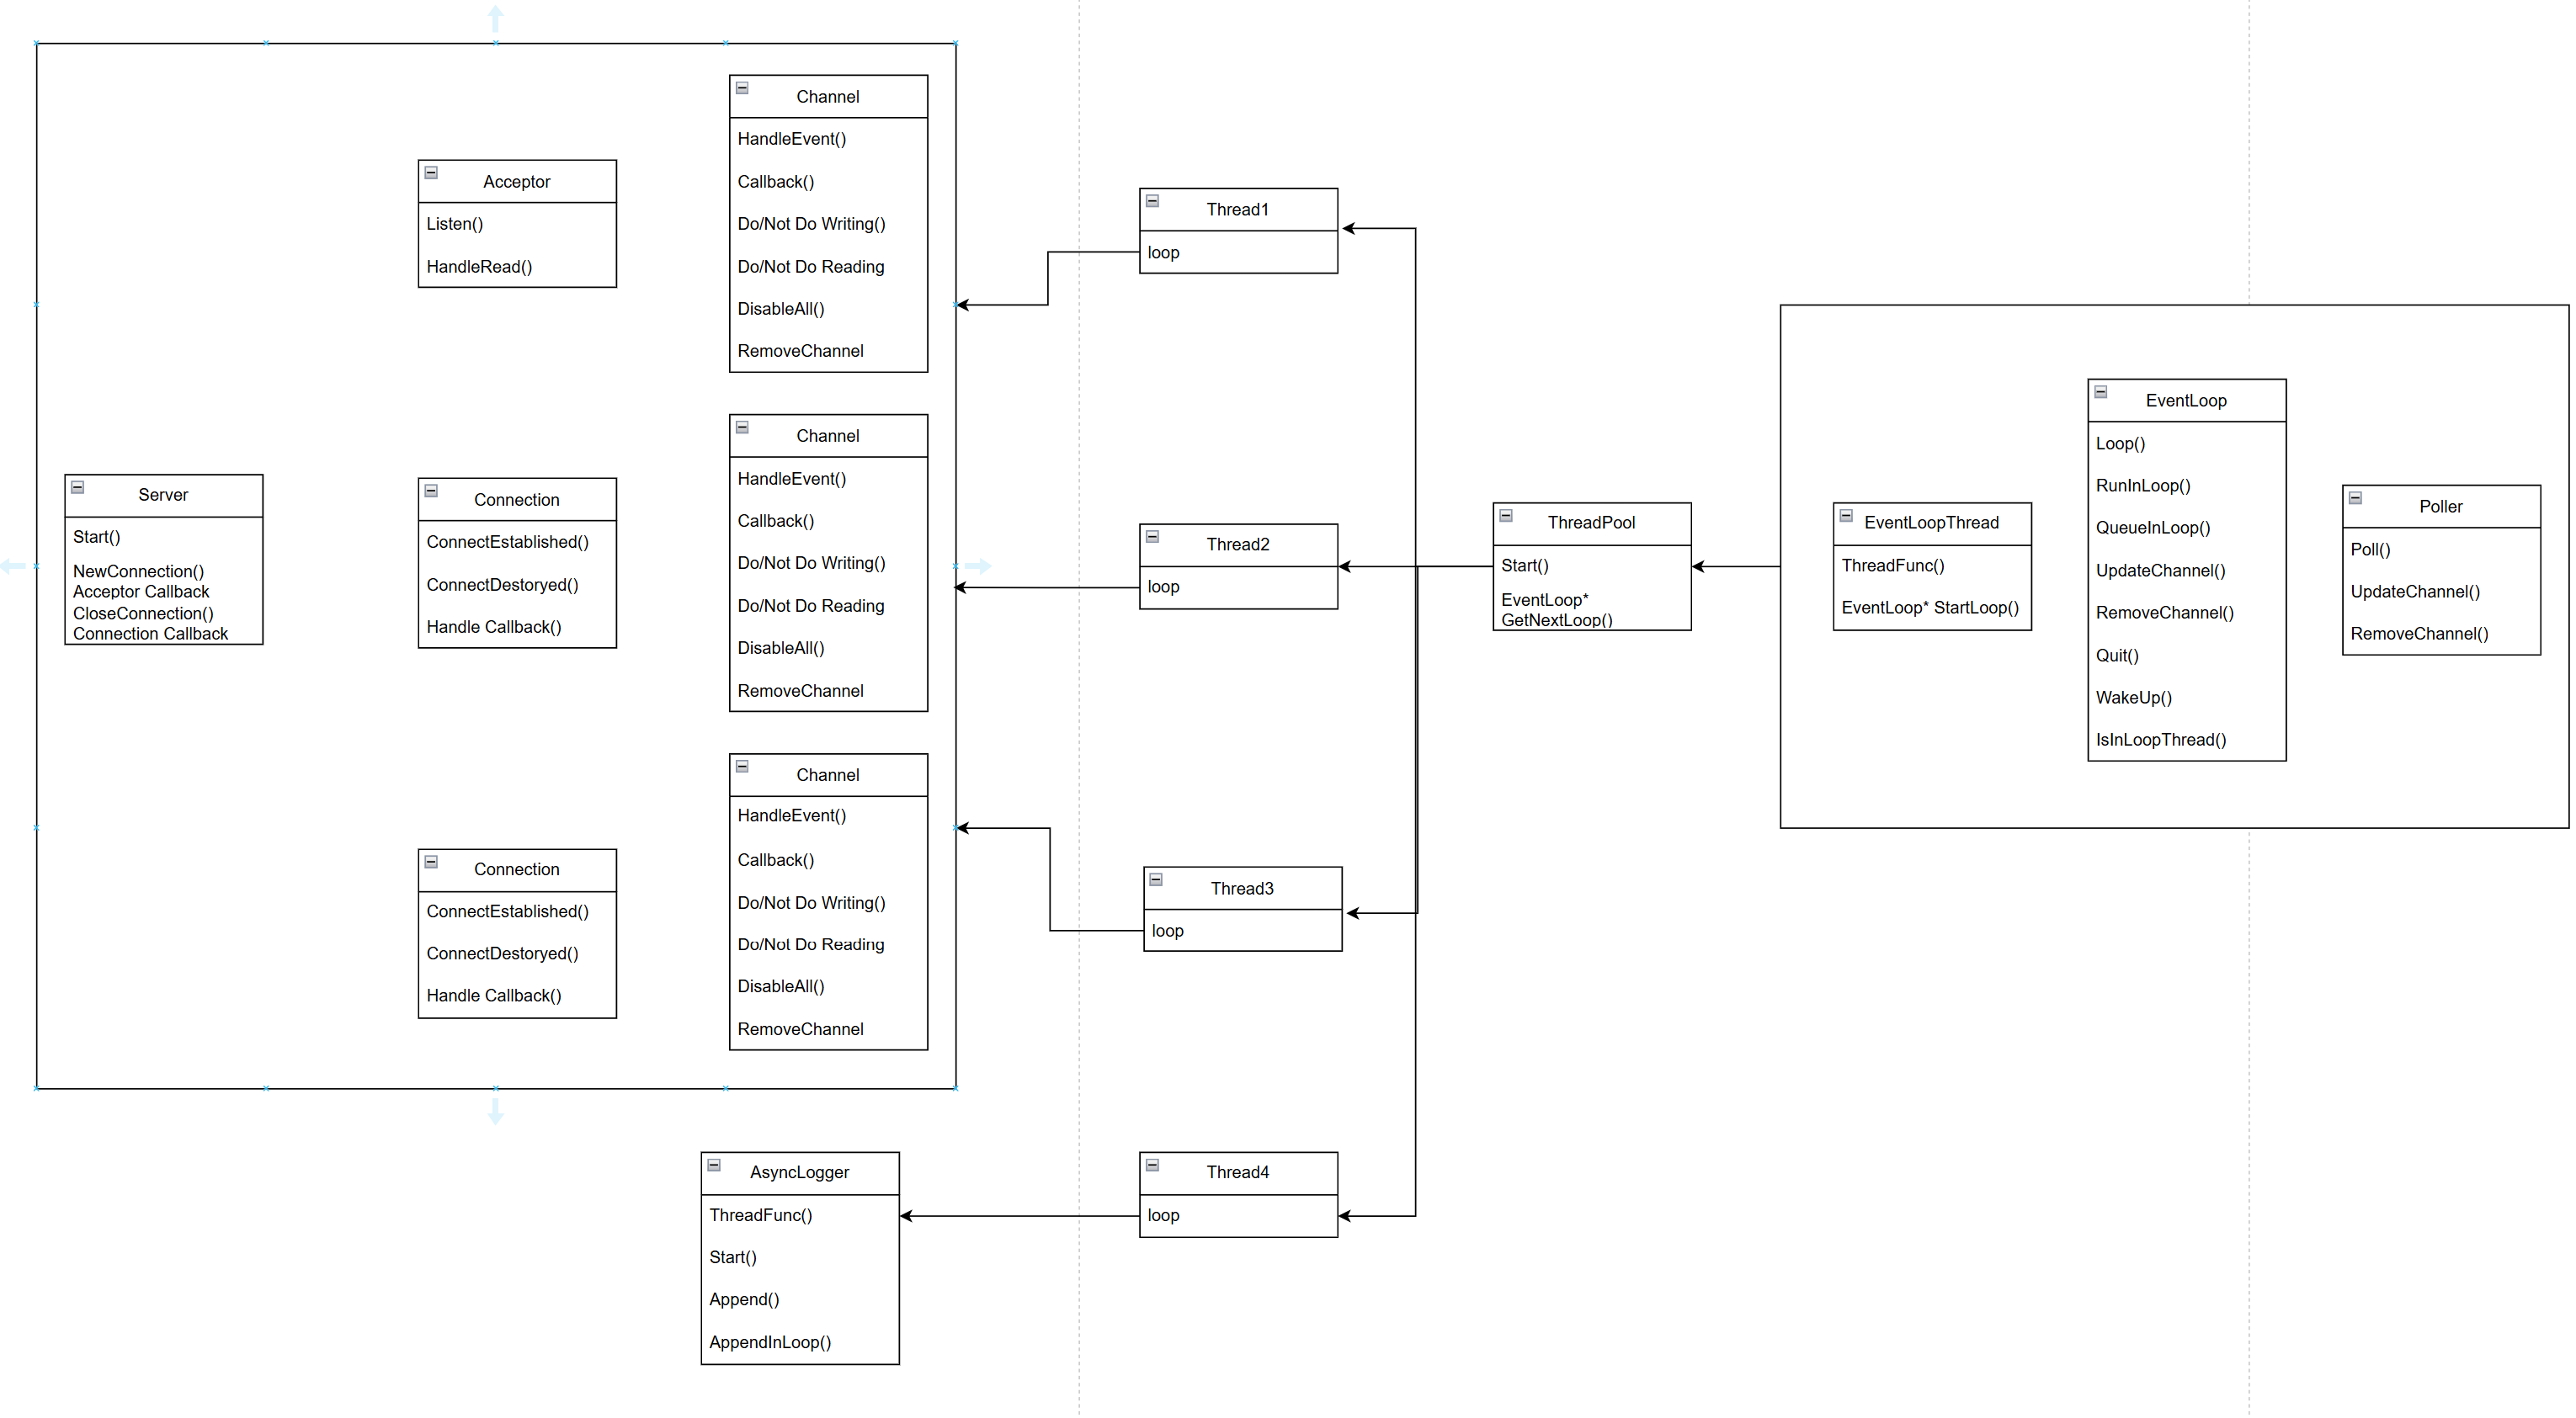 Server
Start()
NewConnection()
Acceptor Callback
CloseConnection()
Connection Callback
Acceptor
Listen()
HandleRead()
Connection
ConnectEstablished()
ConnectDestoryed()
Handle Callback()
Connection
ConnectEstablished()
ConnectDestoryed()
Handle Callback()
Channel
HandleEvent()
Callback()
Do/Not Do Writing()
Do/Not Do Reading
DisableAll()
RemoveChannel
Channel
HandleEvent()
Callback()
Do/Not Do Writing()
Do/Not Do Reading
DisableAll()
RemoveChannel
Channel
HandleEvent()
Callback()
Do/Not Do Writing()
Do/Not Do Reading
DisableAll()
RemoveChannel
AsyncLogger
ThreadFunc()
Start()
Append()
AppendInLoop()
Thread1
loop
Thread2
loop
Thread3
loop
Thread4
loop
ThreadPool
Start()
EventLoop*
GetNextLoop()
EventLoopThread
ThreadFunc()
EventLoop* StartLoop()
EventLoop
Loop()
RunInLoop()
QueueInLoop()
UpdateChannel()
RemoveChannel()
Quit()
WakeUp()
IsInLoopThread()
Poller
Poll()
UpdateChannel()
RemoveChannel()